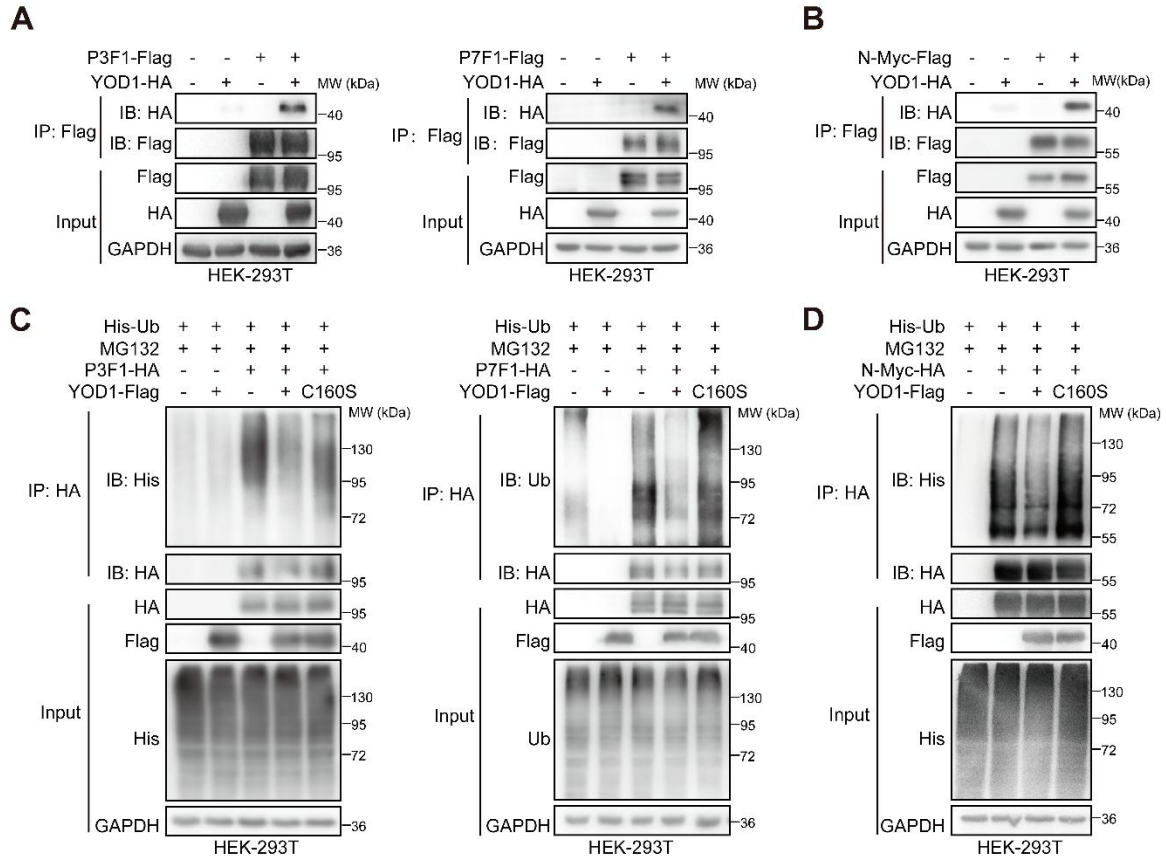 A
P3F1-Flag - - + +
YOD1-HA - + - + MW (kDa)
IP: Flag
IB: HA
40
IB: Flag
95
Input
Flag
95
HA
40
GAPDH
36
HEK-293T
P7F1-Flag - - + +
YOD1-HA - + - + MW (kDa)
IP: Flag
IB: HA
40
IB: Flag
95
Input
Flag
95
HA
40
GAPDH
36
HEK-293T
B
N-Myc-Flag - - + +
YOD1-HA - + - + MW(kDa)
IP: Flag
IB: HA
40
IB: Flag
55
Input
Flag
55
HA
40
GAPDH
36
HEK-293T
C
His-Ub + + + + +
MG132 + + + + +
P3F1-HA - - + + +
YOD1-Flag - + - + C160S
MW (kDa)
IP: HA
IB: His
130
95
72
IB: HA
95
Input
HA
95
Flag
40
His
130
95
72
GAPDH
36
HEK-293T
His-Ub + + + + +
MG132 + + + + +
P7F1-HA - - + + +
YOD1-Flag - + - + C160S
MW (kDa)
IP: HA
IB: Ub
130
95
72
IB: HA
95
Input
HA
95
Flag
40
Ub
130
95
72
GAPDH
36
HEK-293T
D
His-Ub + + + +
MG132 + + + +
N-Myc-HA - + + +
YOD1-Flag - - + C160S
MW (kDa)
IP: HA
IB: His
130
95
72
55
IB: HA
55
Input
HA
55
Flag
40
His
130
95
72
GAPDH
36
HEK-293T